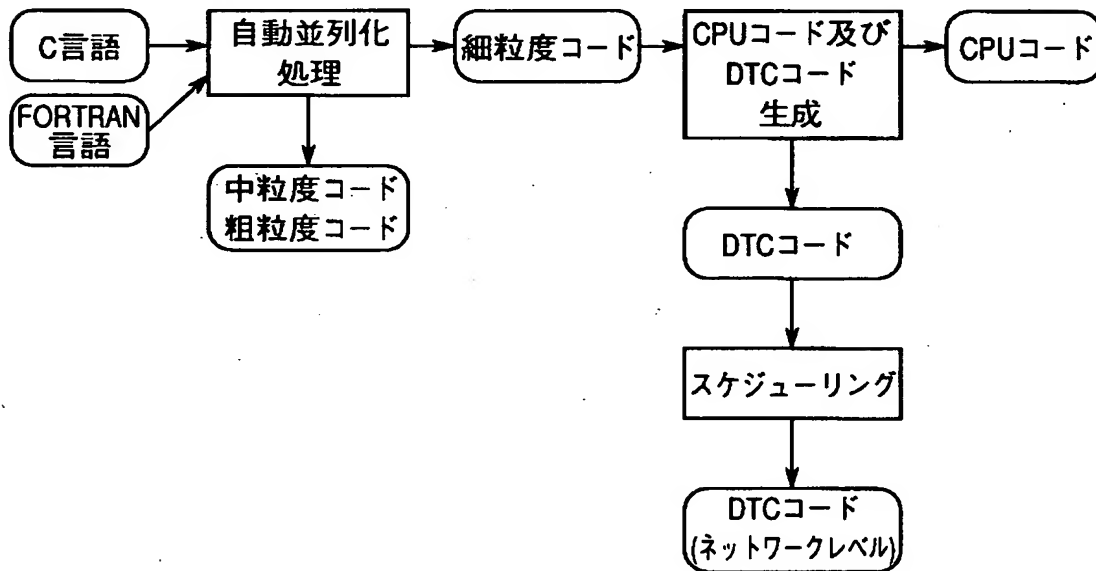 C言語
FORTRAN
言語
自動並列化
処理
中粒度コード
粗粒度コード
細粒度コード
CPUコード及び
DTCコード
生成
CPUコード
DTCコード
スケジューリング
DTCコード
(ネットワークレベル)